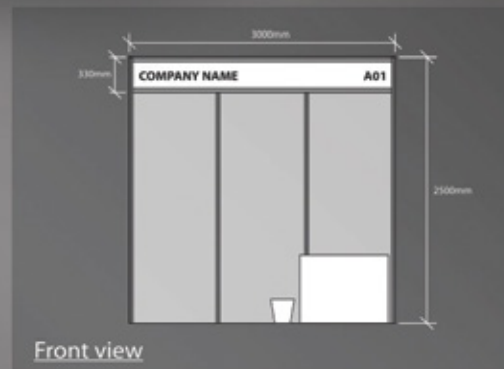 3000mm
330mm
COMPANY NAME A01
2500mm
Front view